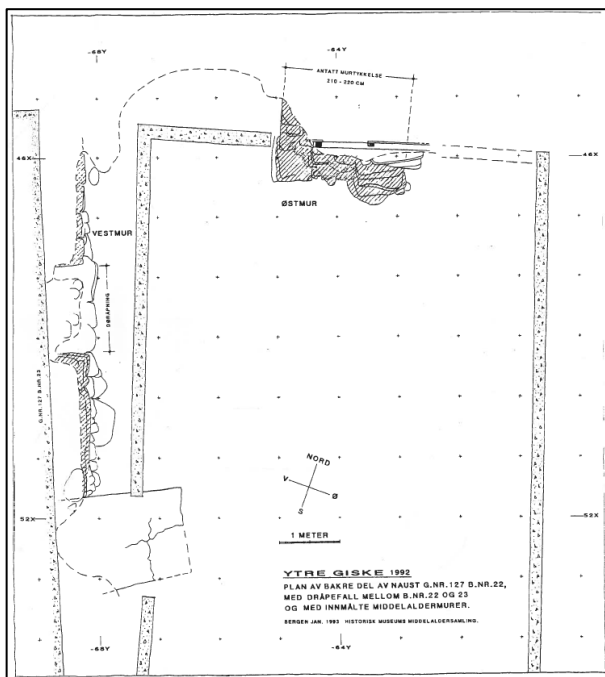 -68Y
-64Y
ANTATT MURTYKKELSE
210 - 220 CM
46X
46X
ØSTMUR
VESTMUR
DØRÅPNING
G.NR. 127 B.NR. 23
NORD
V
Ø
S
52X
52X
1 METER
YTRE GISKE 1992
PLAN AV BAKRE DEL AV NAUST G.NR. 127 B.NR. 22,
MED DRÅPEFALL MELLOM B.NR. 22 OG 23
OG MED INNMÅLTE MIDDELALDERMURER.
BERGEN JAN. 1993 HISTORISK MUSEUMS MIDDELALDERSAMLING.
-68Y
-64Y